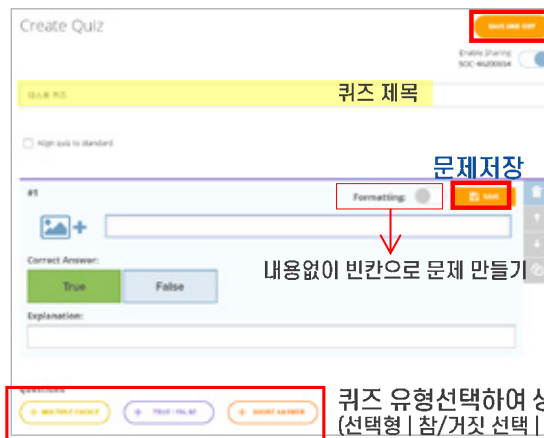 Create Quiz
SAVE AND EXIT
Enable Sharing
퀴즈 제목
Align quiz to standard
문제저장
#1
Formatting:
SAVE
내용없이 빈칸으로 문제 만들기
Correct Answer:
True
False
Explanation:
+ MULTIPLE CHOICE
+ TRUE / FALSE
+ SHORT ANSWER
퀴즈 유형선택하여
(선택형 | 참/거짓 선택 |